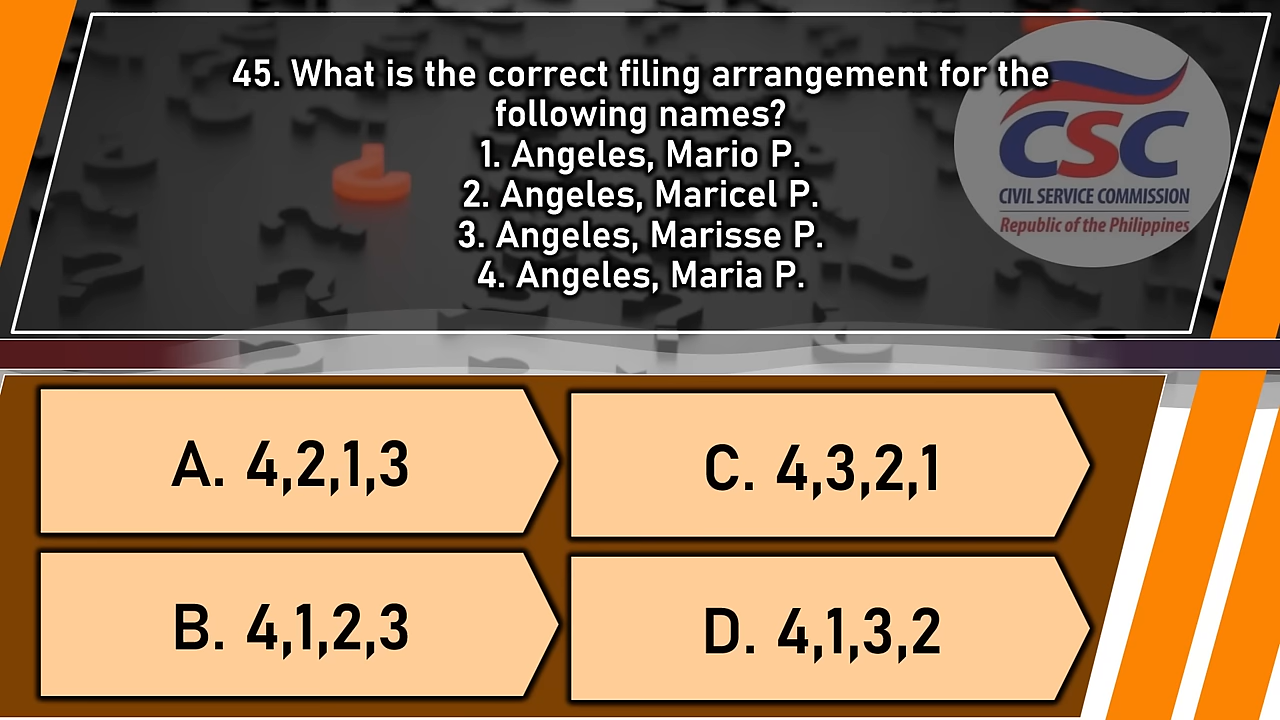 45. What is the correct filing arrangement for the
following names?
1. Angeles, Mario P.
2. Angeles, Maricel P.
3. Angeles, Marisse P.
4. Angeles, Maria P.
CSC
CIVIL SERVICE COMMISSION
Republic of the Philippines
A. 4,2,1,3
C. 4,3,2,1
B. 4,1,2,3
D. 4,1,3,2